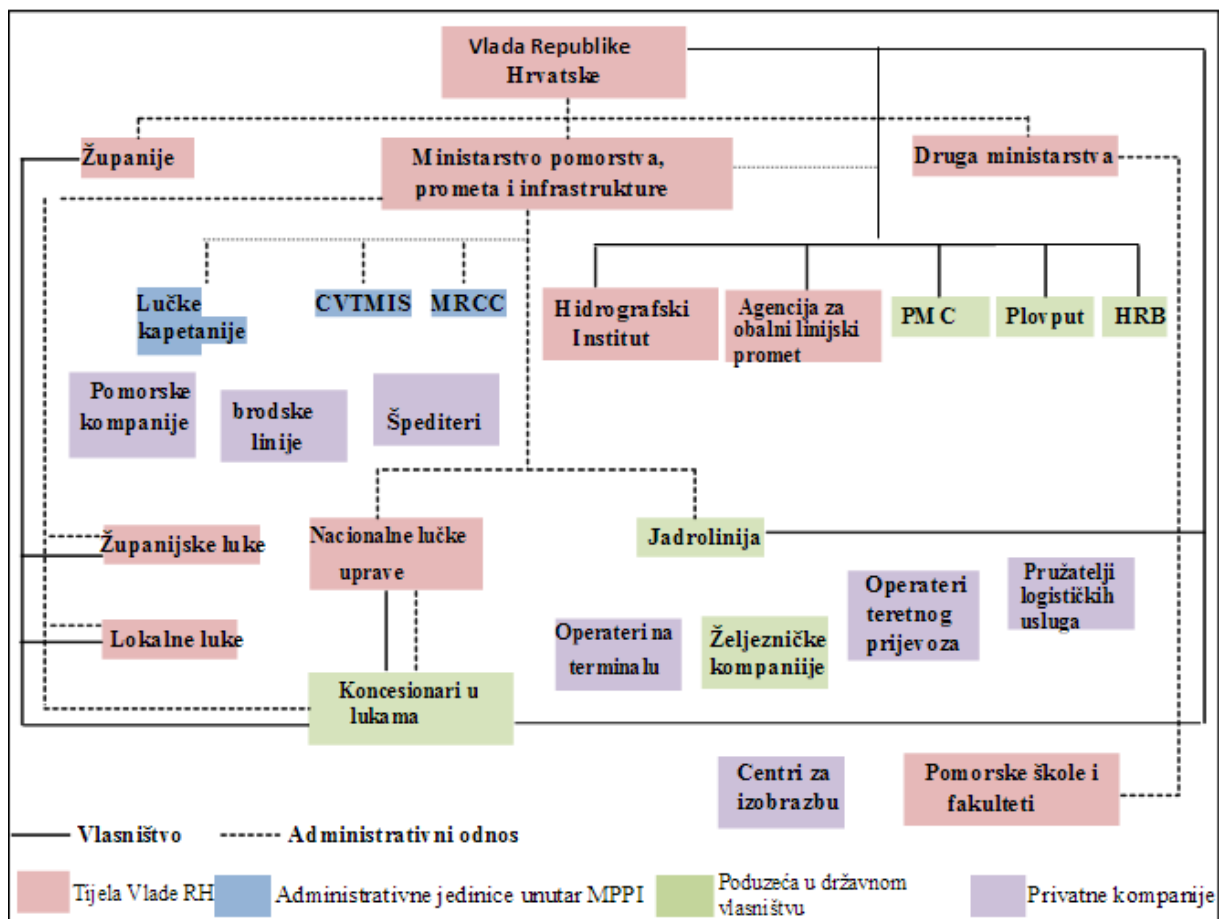 Vlada Republike
Hrvatske
Županije
Ministarstvo pomorstva,
prometa i infrastrukture
Druga ministarstva
Lučke
kapetanije
CVTMIS
MRCC
Hidrografski
Institut
Agencija za
obalni linijski
promet
PMC
Plovput
HRB
Pomorske
kompanije
brodske
linije
Špediteri
Županijske luke
Nacionalne lučke
uprave
Jadrolinija
Lokalne luke
Operateri na
terminalu
Željezničke
kompaniije
Operateri
teretnog
prijevoza
Pružatelji
logističkih
usluga
Koncesionari u
lukama
Centri za
izobrazbu
Pomorske škole i
fakulteti
Vlasništvo
Administrativni odnos
Tijela Vlade RH
Administrativne jedinice unutar MPPI
Poduzeća u državnom
vlasništvu
Privatne kompanije